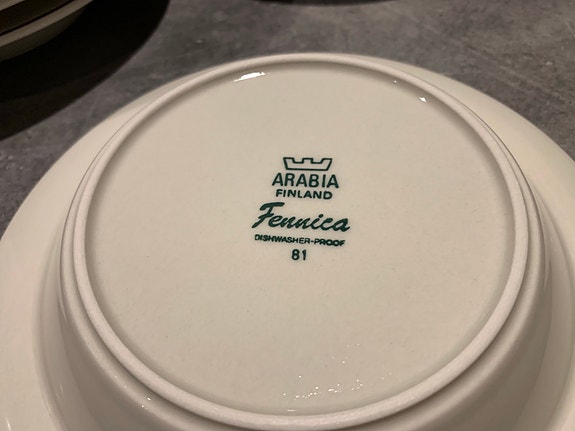 ARABIA
FINLAND
Fennica
DISHWASHER-PROOF
81